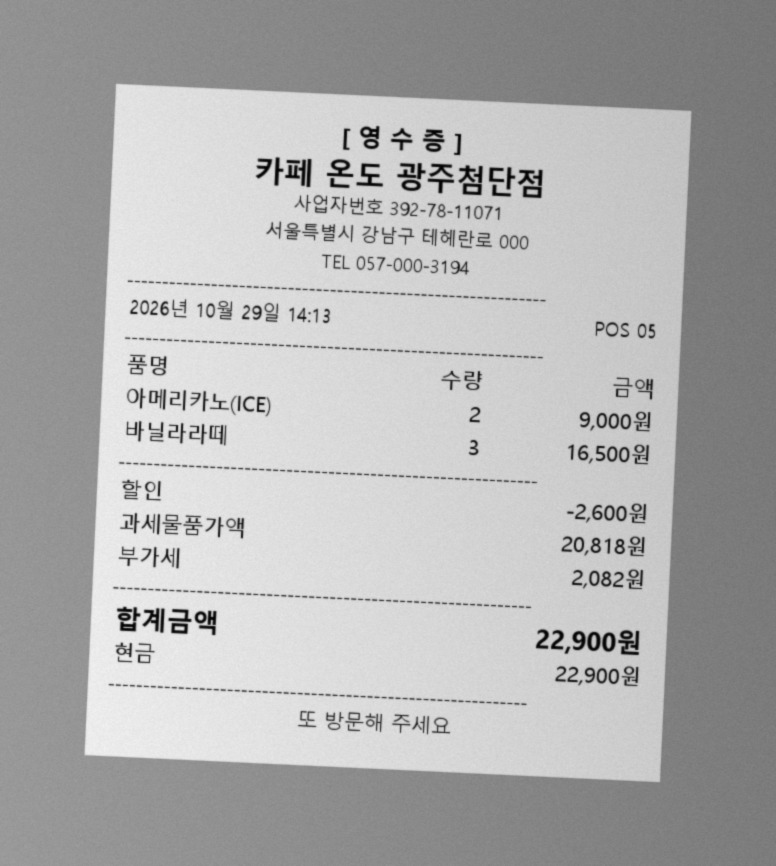 [ 영 수 증 ]
카페 온도 광주첨단점
사업자번호 392-78-11071
서울특별시 강남구 테헤란로 000
TEL 057-000-3194
2026년 10월 29일 14:13 POS 05
품명 수량 금액
아메리카노(ICE) 2 9,000원
바닐라라떼 3 16,500원
할인 -2,600원
과세물품가액 20,818원
부가세 2,082원
합계금액 22,900원
현금 22,900원
또 방문해 주세요